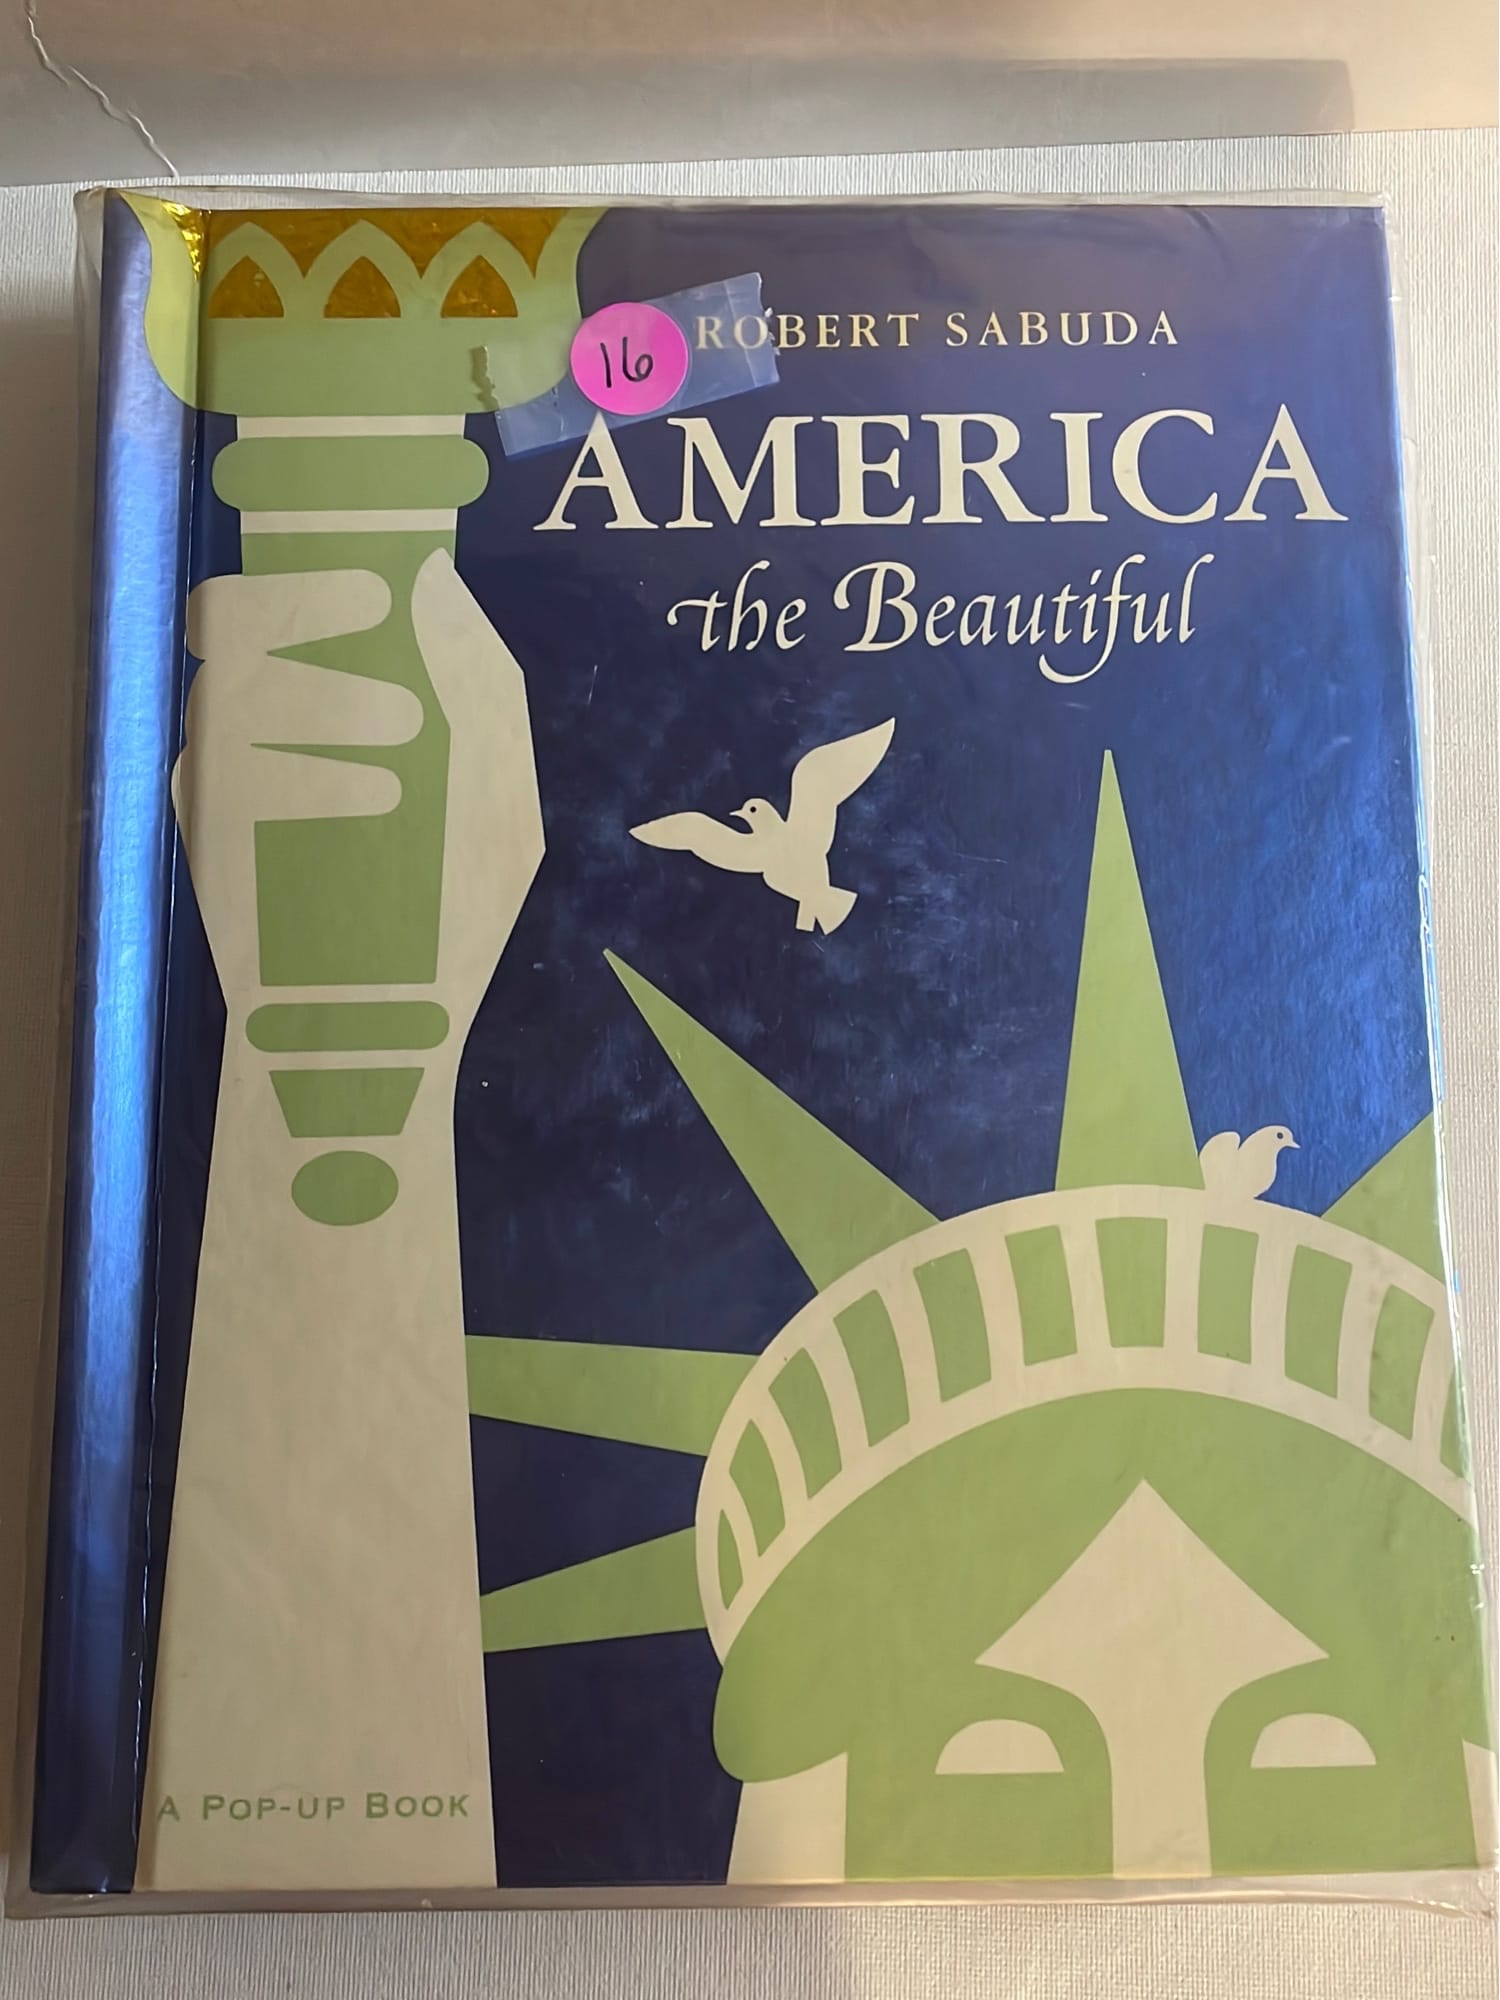 16
ROBERT SABUDA
AMERICA
the Beautiful
A POP-UP BOOK